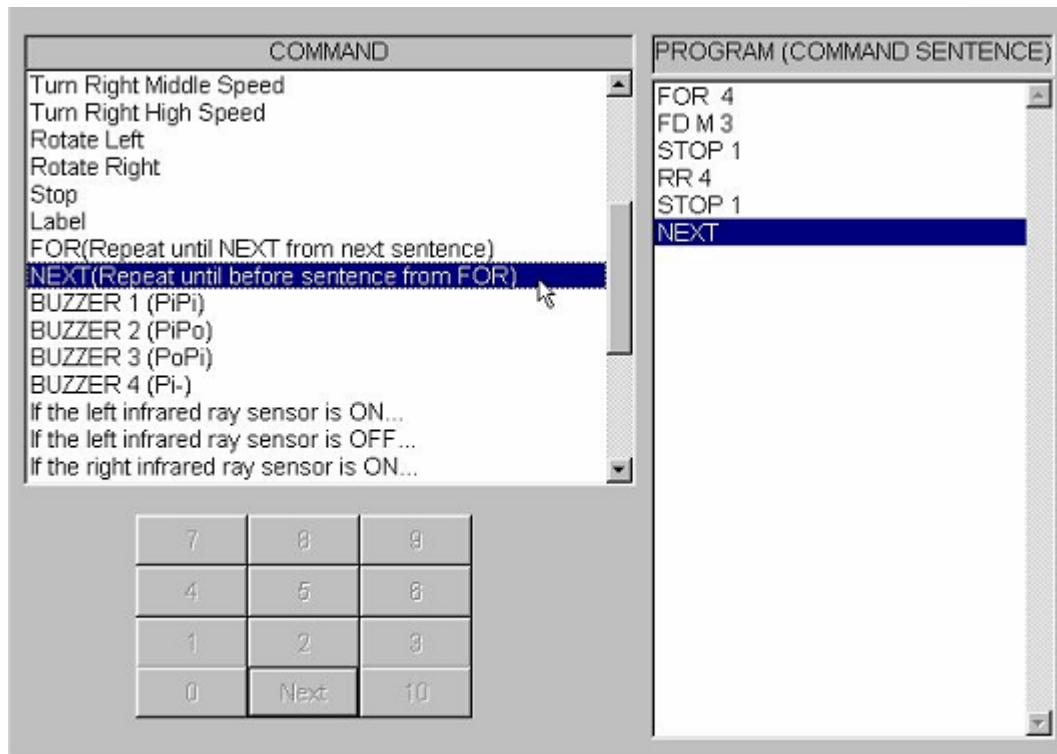 COMMAND
Turn Right Middle Speed
Turn Right High Speed
Rotate Left
Rotate Right
Stop
Label
FOR(Repeat until NEXT from next sentence)
NEXT(Repeat until before sentence from FOR)
BUZZER 1 (PiPi)
BUZZER 2 (PiPo)
BUZZER 3 (PoPi)
BUZZER 4 (Pi-)
If the left infrared ray sensor is ON...
If the left infrared ray sensor is OFF...
If the right infrared ray sensor is ON...
7 8 9
4 5 6
1 2 3
0 Next 10
PROGRAM (COMMAND SENTENCE)
FOR 4
FD M 3
STOP 1
RR 4
STOP 1
NEXT